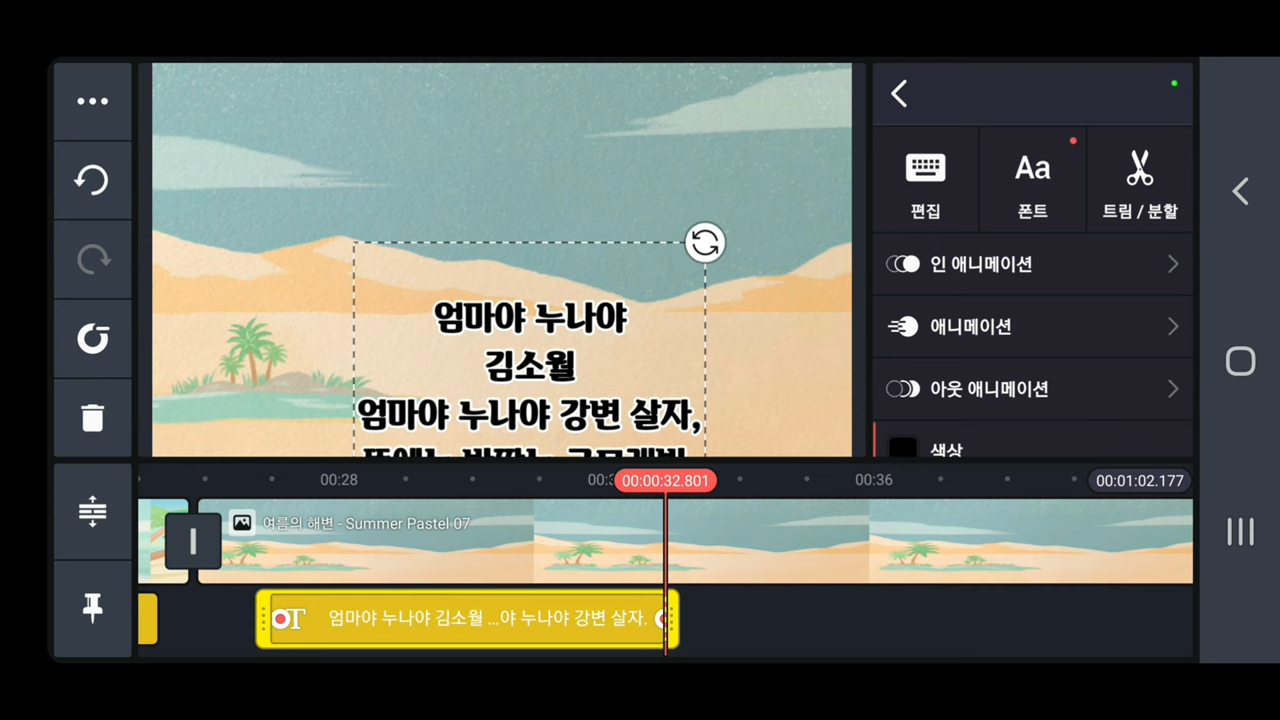 편집
Aa
폰트
트림 / 분할
인 애니메이션
애니메이션
아웃 애니메이션
색상
엄마야 누나야
김소월
엄마야 누나야 강변 살자,
00:28
00:00:32.801
00:36
00:01:02.177
여름의 해변 - Summer Pastel 07
T
엄마야 누나야 김소월 ...야 누나야 강변 살자.